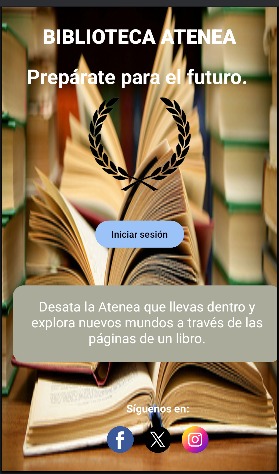 BIBLIOTECA ATENEA
Prepárate para el futuro.
Iniciar sesión
Desata la Atenea que llevas dentro y
explora nuevos mundos a través de las
páginas de un libro.
Síguenos en: